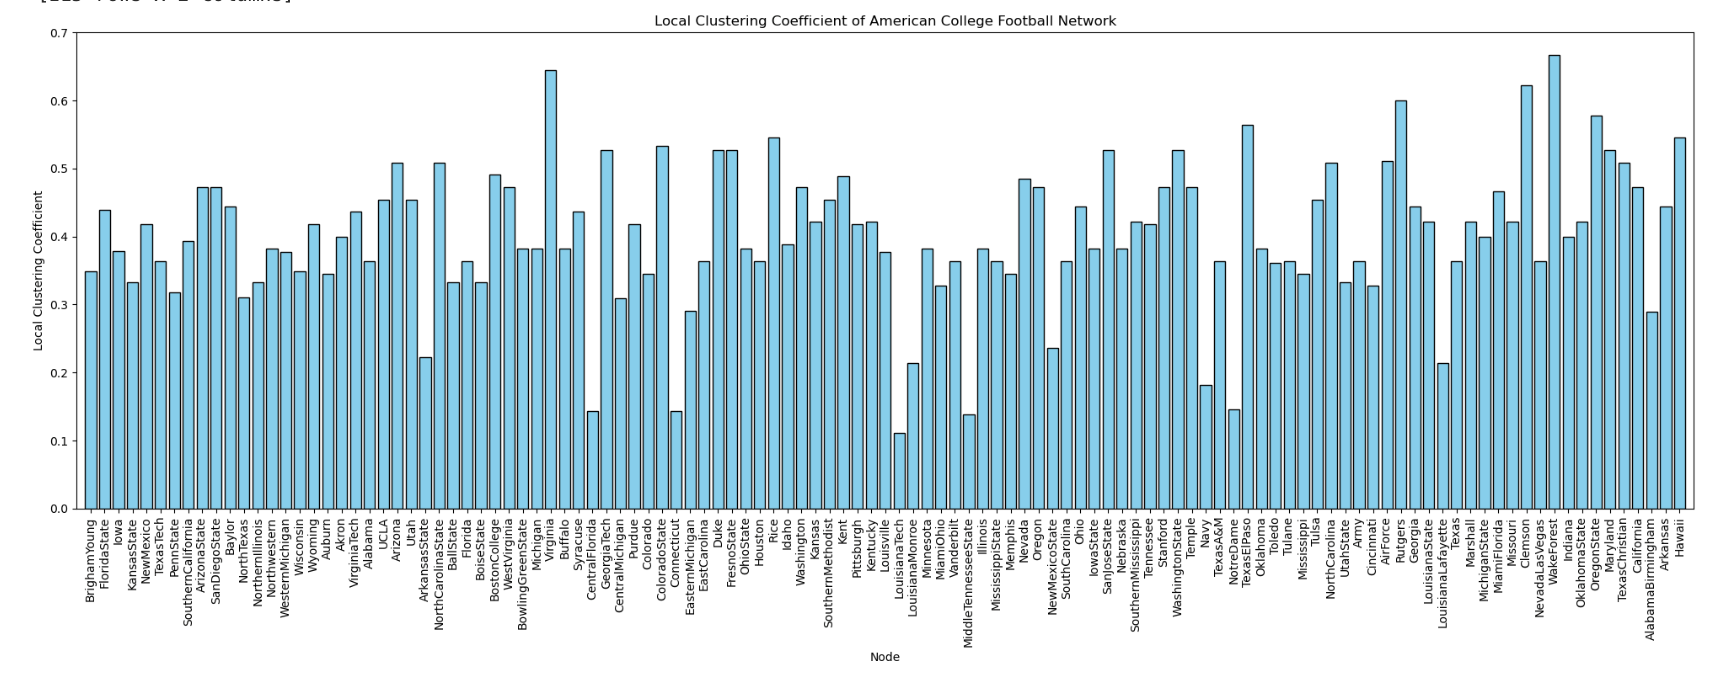 Local Clustering Coefficient of American College Football Network
0.7
0.6
0.5
0.4
0.3
0.2
0.1
0.0
Local Clustering Coefficient
BrighamYoung
FloridaState
Iowa
KansasState
NewMexico
TexasTech
PennState
SouthernCalifornia
ArizonaState
SanDiegoState
Baylor
NorthTexas
NorthernIllinois
Northwestern
WesternMichigan
Wisconsin
Wyoming
Auburn
Akron
VirginiaTech
Alabama
UCLA
Arizona
Utah
ArkansasState
NorthCarolinaState
BallState
Florida
BoiseState
BostonCollege
WestVirginia
BowlingGreenState
Michigan
Virginia
Buffalo
Syracuse
CentralFlorida
GeorgiaTech
CentralMichigan
Purdue
Colorado
ColoradoState
Connecticut
EasternMichigan
EastCarolina
Duke
FresnoState
OhioState
Houston
Rice
Idaho
Washington
Kansas
SouthernMethodist
Kent
Pittsburgh
Kentucky
Louisville
LouisianaTech
LouisianaMonroe
Minnesota
MiamiOhio
Vanderbilt
MiddleTennesseeState
Illinois
MississippiState
Memphis
Nevada
Oregon
NewMexicoState
SouthCarolina
Ohio
IowaState
SanJoseState
Nebraska
SouthernMississippi
Tennessee
Stanford
WashingtonState
Temple
Navy
TexasA&M
NotreDame
TexasElPaso
Oklahoma
Toledo
Tulane
Mississippi
Tulsa
NorthCarolina
UtahState
Army
Cincinnati
AirForce
Rutgers
Georgia
LouisianaState
LouisianaLafayette
Texas
Marshall
MichiganState
MiamiFlorida
Missouri
Clemson
NevadaLasVegas
WakeForest
Indiana
OklahomaState
OregonState
Maryland
TexasChristian
California
AlabamaBirmingham
Arkansas
Hawaii
Node